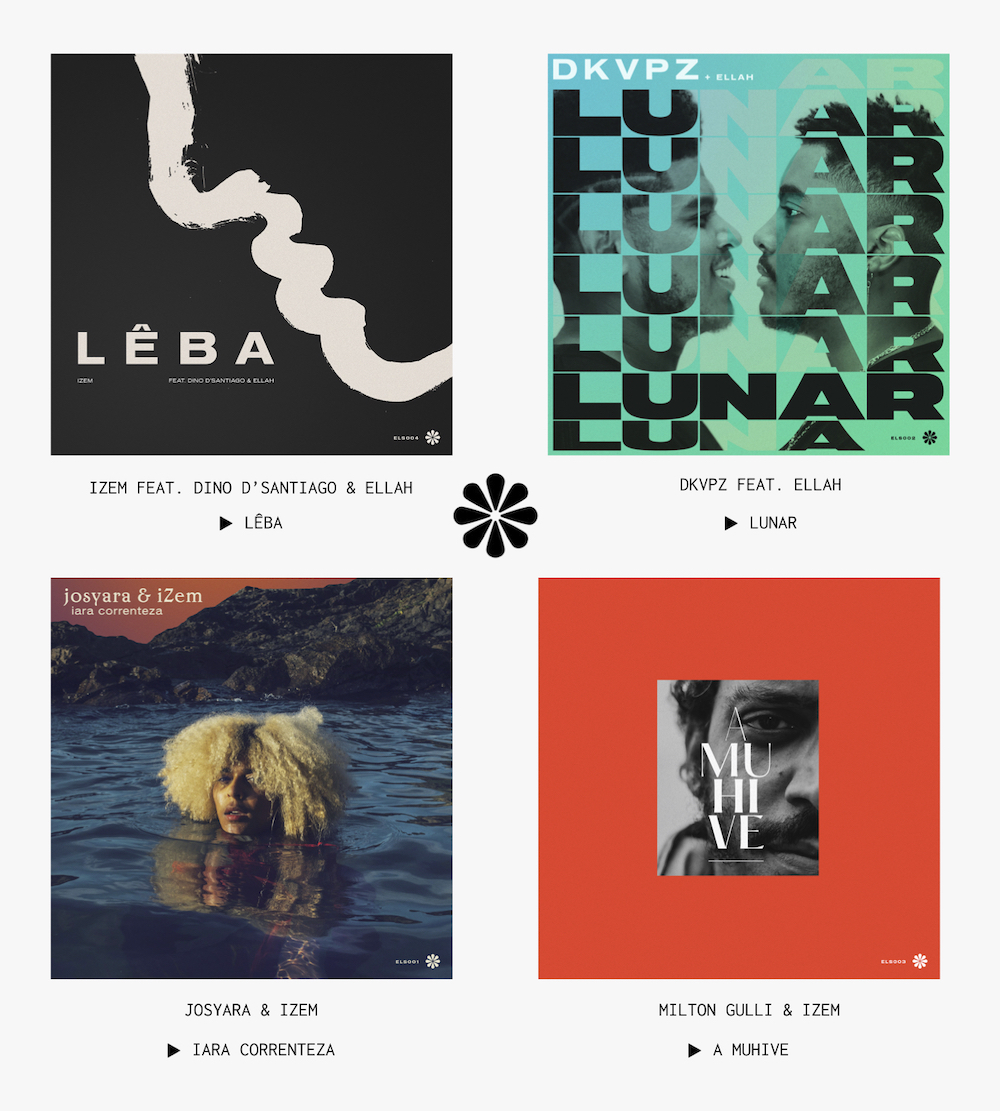 LÊBA
IZEM
FEAT. DINO D'SANTIAGO & ELLAH
ELS004
IZEM FEAT. DINO D’SANTIAGO & ELLAH
▶ LÊBA
DKVPZ + ELLAH
AR
LUNAR
LUNAR
LUNAR
LUNAR
LUNAR
LUNAR
LUNA
ELS002
DKVPZ FEAT. ELLAH
▶ LUNAR
josyara & iZem
iara correnteza
ELS001
JOSYARA & IZEM
▶ IARA CORRENTEZA
A
MU
HI
VE
ELS003
MILTON GULLI & IZEM
▶ A MUHIVE